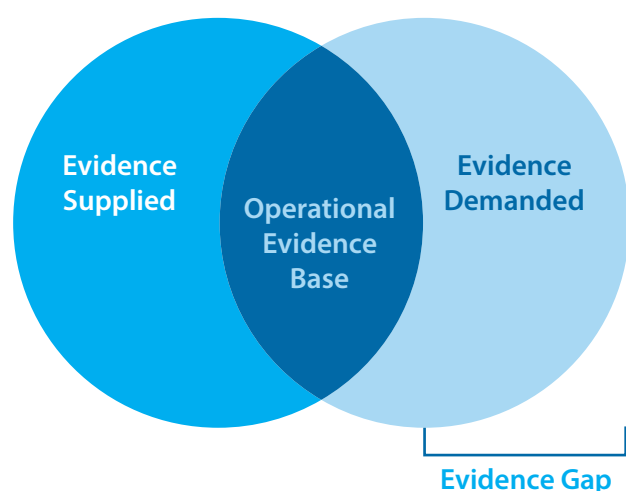 Evidence
Supplied
Operational
Evidence
Base
Evidence
Demanded
Evidence Gap